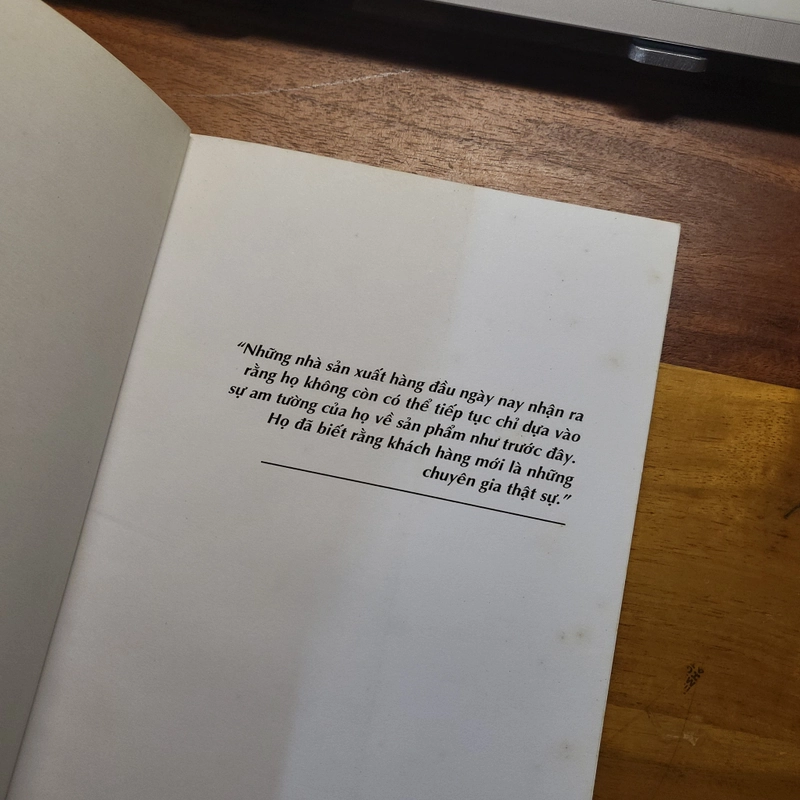 “Những nhà sản xuất hàng đầu ngày nay nhận ra
rằng họ không còn có thể tiếp tục chỉ dựa vào
sự am tường của họ về sản phẩm như trước đây.
Họ đã biết rằng khách hàng mới là những
chuyên gia thật sự.”